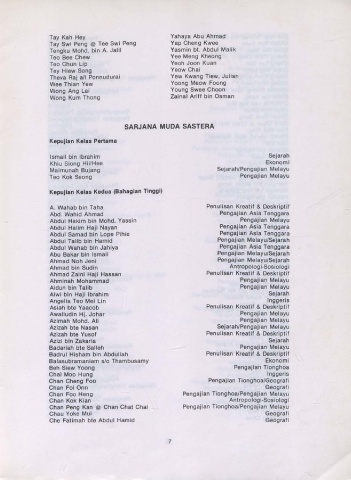 Tay Kah Hey
Tay Swi Peng @ Tee Swi Peng
Tengku Mohd. bin A. Jalil
Teo Bee Chew
Teo Chun Lip
Tey Hiew Song
Theva Raj a/l Ponnudurai
Wee Thian Yew
Wong Ang Lai
Wong Kum Thong
Yahaya Abu Ahmad
Yap Cheng Kwee
Yasmin bt. Abdul Malik
Yee Meng Kheong
Yeoh Joon Kuan
Yeow Chai
Yew Kwang Tiew, Julian
Yoong Meow Foong
Young Swee Choon
Zainal Ariff bin Osman
SARJANA MUDA SASTERA
Kepujian Kelas Pertama
Ismail bin Ibrahim Sejarah
Khiu Siong Hii/Hee Ekonomi
Maimunah Bujang Sejarah/Pengajian Melayu
Teo Kok Seong Pengajian Melayu
Kepujian Kelas Kedua (Bahagian Tinggi)
A. Wahab bin Taha Penulisan Kreatif & Deskriptif
Abd. Wahid Ahmad Pengajian Asia Tenggara
Abdul Hakim bin Mohd. Yassin Pengajian Melayu
Abdul Halim Haji Nayan Pengajian Asia Tenggara
Abdul Samad bin Lope Pihie Pengajian Asia Tenggara
Abdul Talib bin Hamid Pengajian Melayu/Sejarah
Abdul Wahab bin Jahiya Pengajian Asia Tenggara
Abu Bakar bin Ismail Pengajian Melayu/Sejarah
Ahmad Noh Jeni Pengajian Melayu/Sejarah
Ahmad bin Sudin Antropologi-Sosiologi
Ahmad Zaini Haji Hassan Penulisan Kreatif & Deskriptif
Ahminah Mohammad Pengajian Melayu
Aidun bin Talib Pengajian Melayu
Alwi bin Haji Ibrahim Sejarah
Angelia Teo Mei Lin Inggeris
Asiah bte Yaacob Penulisan Kreatif & Deskriptif
Awalludin Hj. Johar Pengajian Melayu
Azimah Mohd. Ali Pengajian Melayu
Azizah bte Nasan Sejarah/Pengajian Melayu
Azizah bte Yusof Penulisan Kreatif & Deskriptif
Azizi bin Zakaria Sejarah
Badariah bte Salleh Pengajian Melayu
Badrul Hisham bin Abdullah Penulisan Kreatif & Deskriptif
Balasubramaniam s/o Thambusamy Ekonomi
Beh Siew Yoong Pengajian Tionghoa
Chai Moo Hung Inggeris
Chan Cheng Foo Pengajian Tionghoa/Geografi
Chan Foi Onn Geografi
Chan Foo Heng Pengajian Tionghoa/Pengajian Melayu
Chan Kok Kian Antropologi-Sosiologi
Chan Peng Kan @ Chan Chat Chai Pengajian Tionghoa/Pengajian Melayu
Chau Yoke Mui Geografi
Che Fatimah bte Abdul Hamid Geografi
7